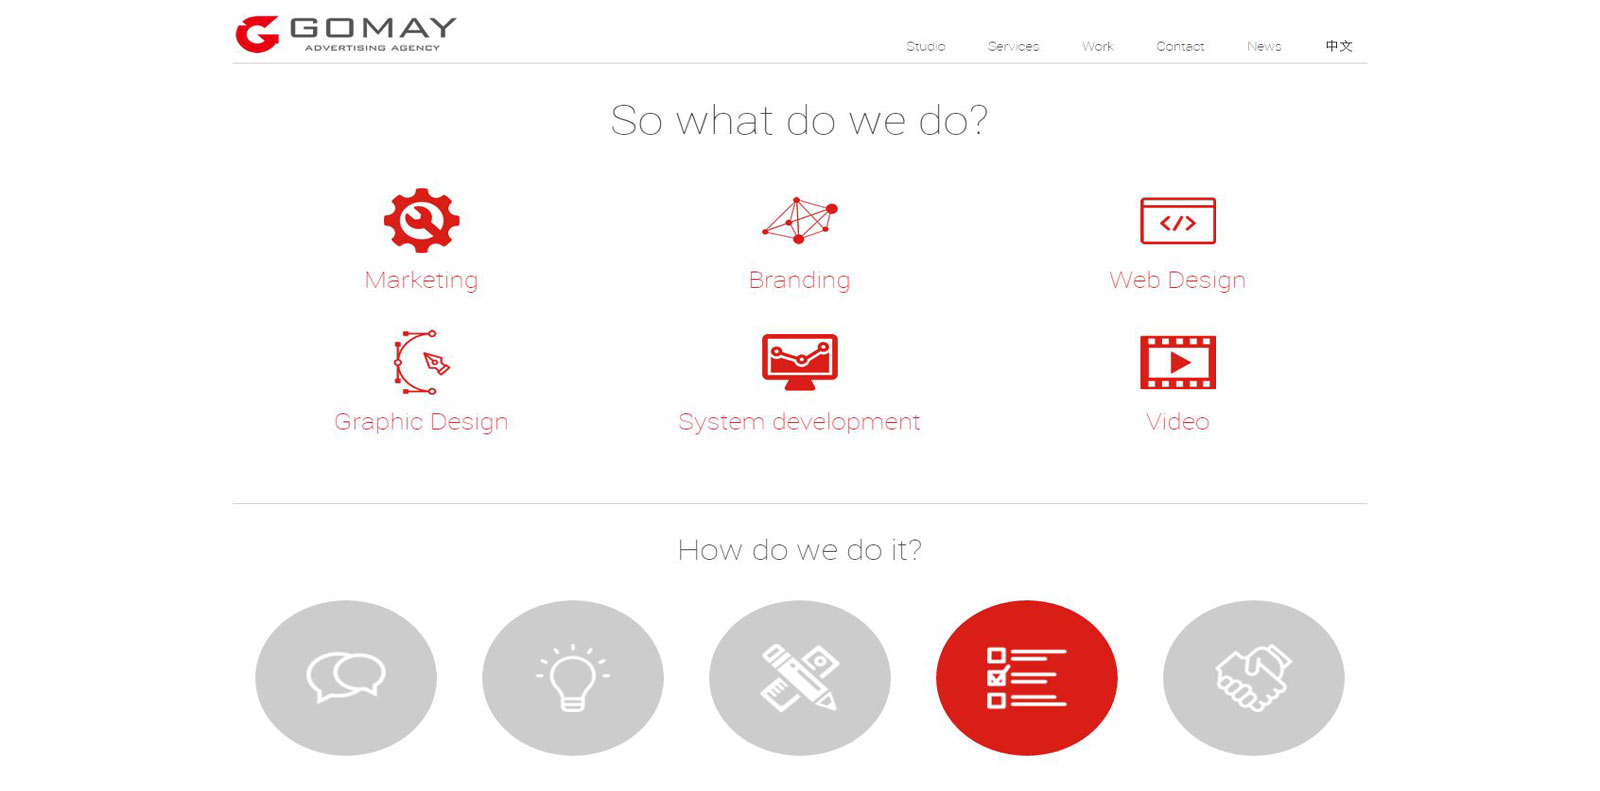 GOMAY
ADVERTISING AGENCY
Studio Services Work Contact News 中文
So what do we do?
Marketing Branding Web Design
Graphic Design System development Video
How do we do it?